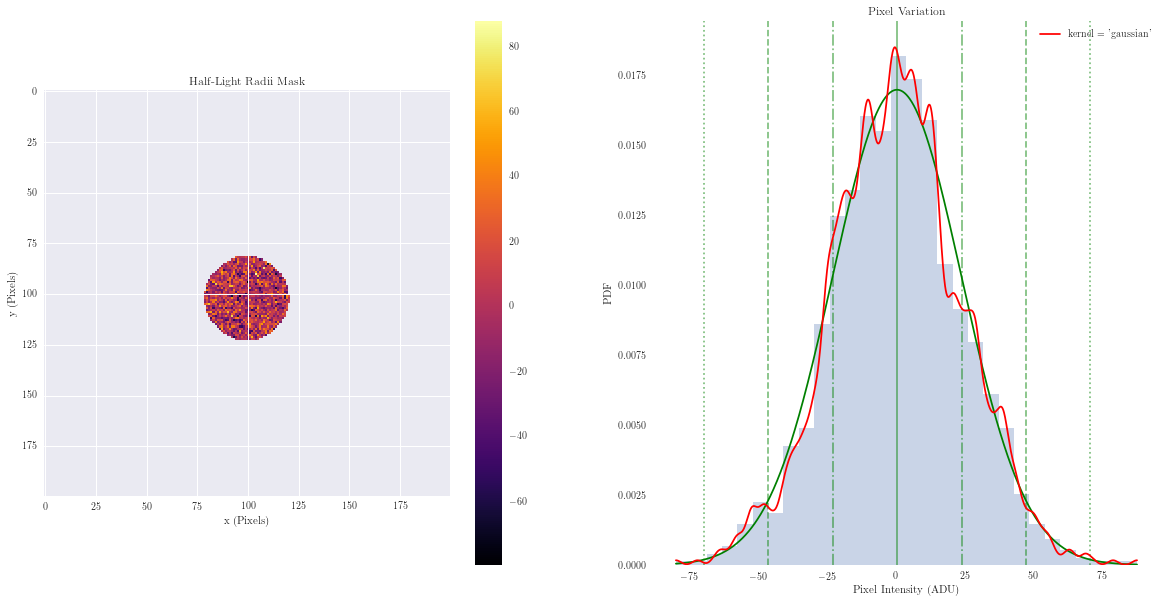 Half-Light Radii Mask
0
25
50
75
100
125
150
175
y (Pixels)
0 25 50 75 100 125 150 175
x (Pixels)
80
60
40
20
0
−20
−40
−60
Pixel Variation
kernel = 'gaussian'
0.0175
0.0150
0.0125
0.0100
0.0075
0.0050
0.0025
0.0000
PDF
−75 −50 −25 0 25 50 75
Pixel Intensity (ADU)